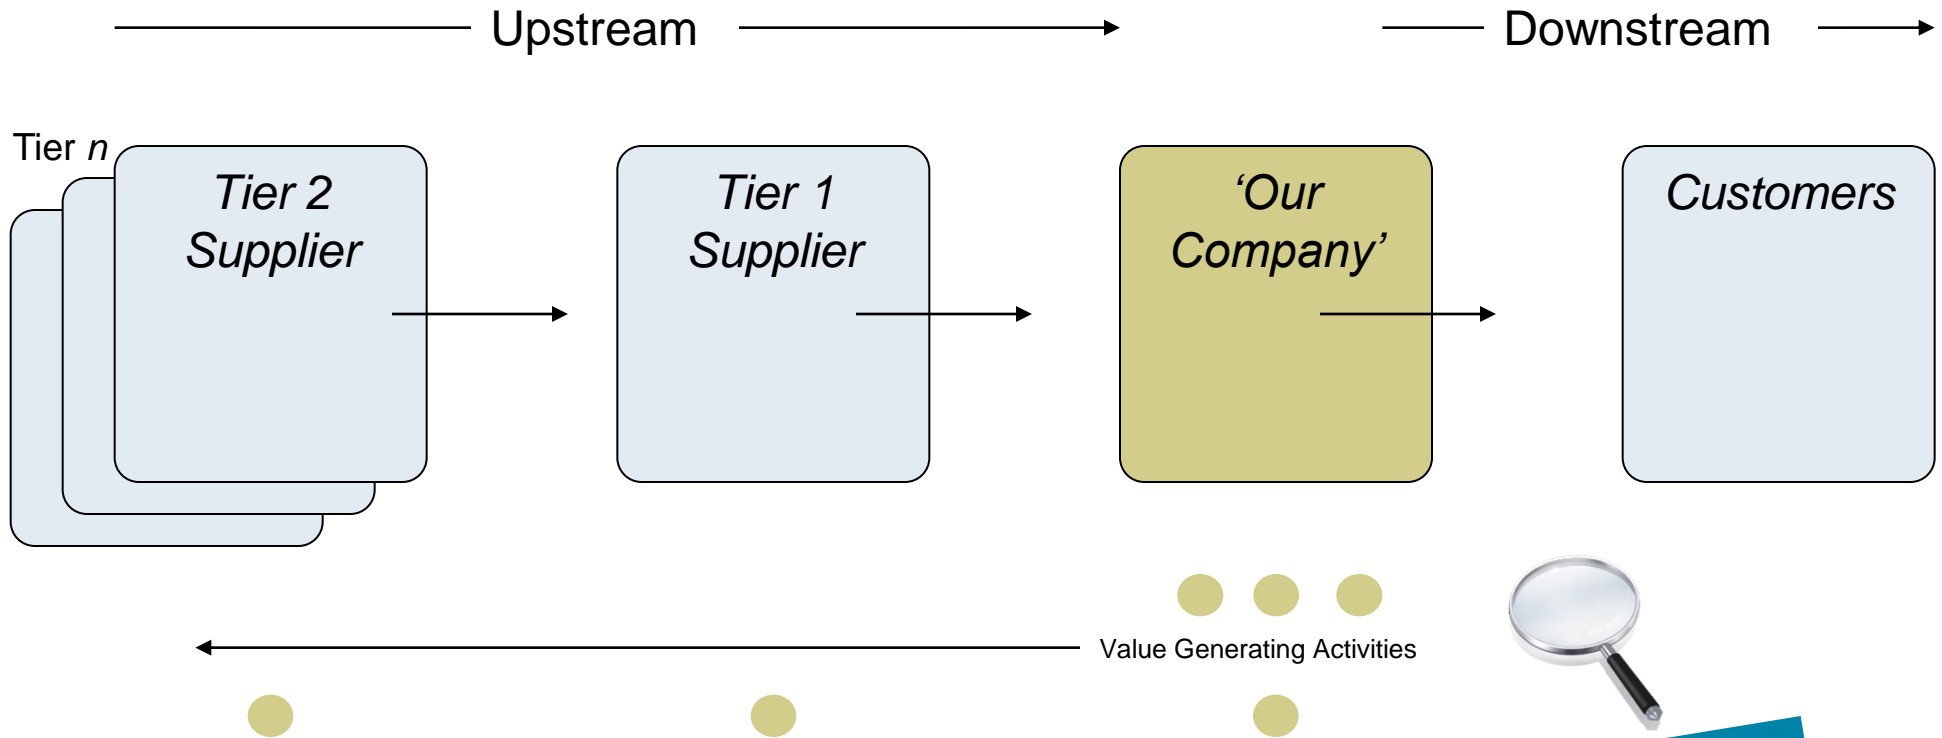 Upstream
Downstream
Tier n
Tier 2
Supplier
Tier 1
Supplier
‘Our
Company’
Customers
Value Generating Activities